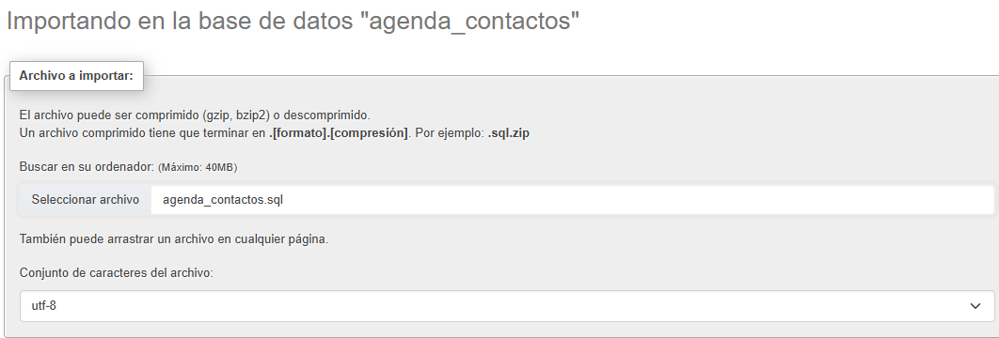 Importando en la base de datos "agenda_contactos"
Archivo a importar:
El archivo puede ser comprimido (gzip, bzip2) o descomprimido.
Un archivo comprimido tiene que terminar en .[formato].[compresión]. Por ejemplo: .sql.zip
Buscar en su ordenador: (Máximo: 40MB)
Seleccionar archivo agenda_contactos.sql
También puede arrastrar un archivo en cualquier página.
Conjunto de caracteres del archivo:
utf-8